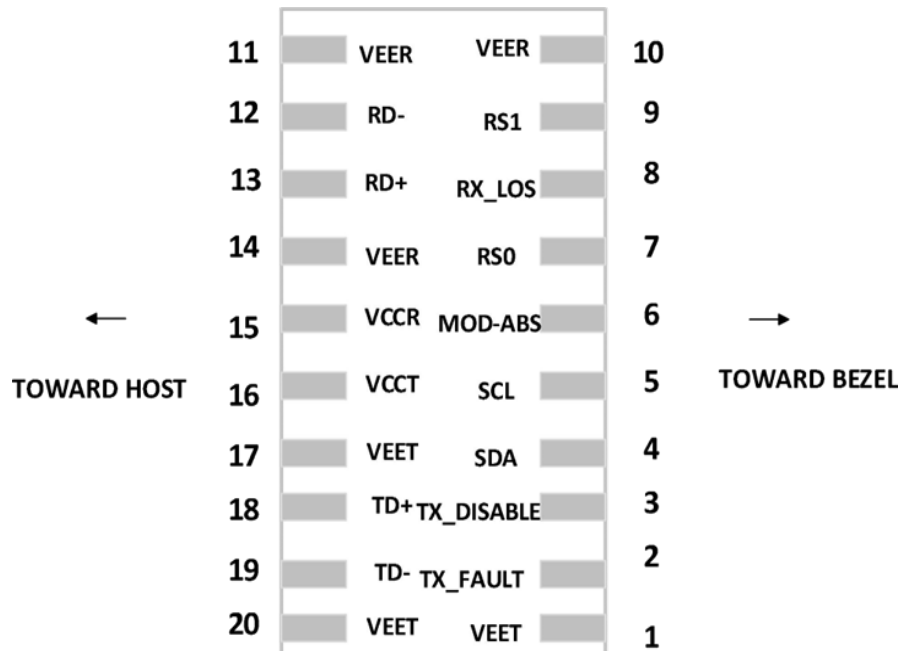 11 VEER VEER 10
12 RD- RS1 9
13 RD+ RX_LOS 8
14 VEER RS0 7
15 VCCR MOD-ABS 6
TOWARD HOST 16 VCCT SCL 5 TOWARD BEZEL
17 VEET SDA 4
18 TD+ TX_DISABLE 3
19 TD- TX_FAULT 2
20 VEET VEET 1